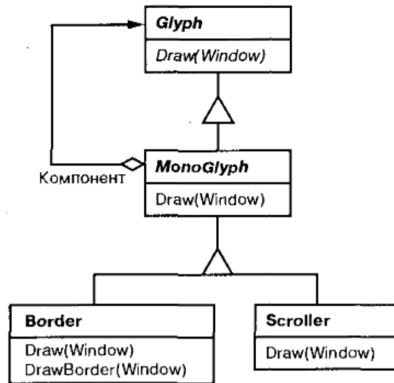 Glyph
Draw(Window)
Компонент
MonoGlyph
Draw(Window)
Border
Draw(Window)
DrawBorder(Window)
Scroller
Draw(Window)